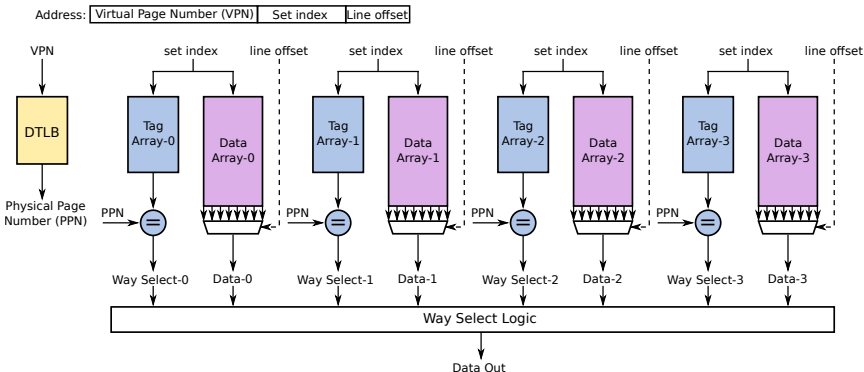 Address: Virtual Page Number (VPN) Set index Line offset
VPN set index line offset set index line offset set index line offset set index line offset
DTLB
Tag Array-0
Data Array-0
Tag Array-1
Data Array-1
Tag Array-2
Data Array-2
Tag Array-3
Data Array-3
Physical Page
Number (PPN)
PPN = PPN = PPN = PPN =
Way Select-0 Data-0 Way Select-1 Data-1 Way Select-2 Data-2 Way Select-3 Data-3
Way Select Logic
Data Out